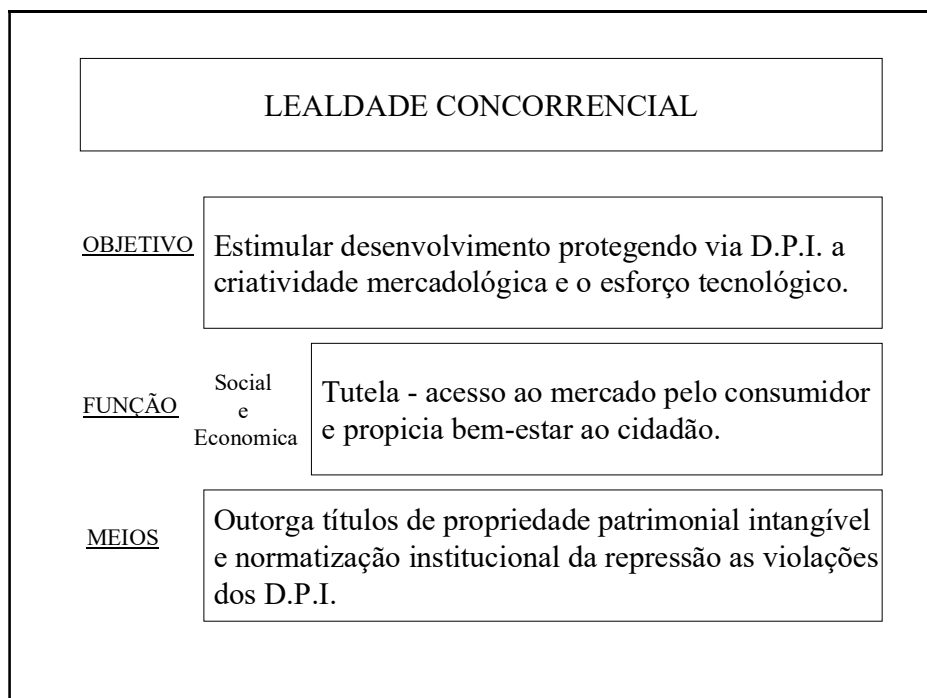 LEALDADE CONCORRENCIAL
OBJETIVO
Estimular desenvolvimento protegendo via D.P.I. a
criatividade mercadológica e o esforço tecnológico.
FUNÇÃO
Social
e
Economica
Tutela - acesso ao mercado pelo consumidor
e propicia bem-estar ao cidadão.
MEIOS
Outorga títulos de propriedade patrimonial intangível
e normatização institucional da repressão as violações
dos D.P.I.